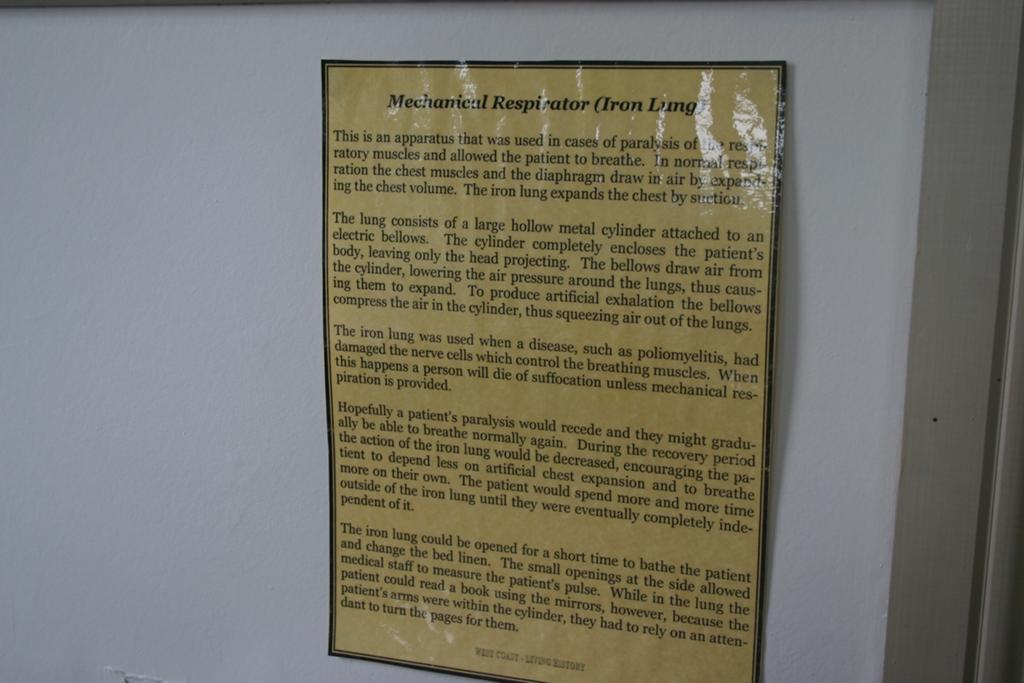 Mechanical Respirator (Iron Lung)
This is an apparatus that was used in cases of paralysis of the respi-
ratory muscles and allowed the patient to breathe. In normal respi-
ration the chest muscles and the diaphragm draw in air by expand-
ing the chest volume. The iron lung expands the chest by suction.
The lung consists of a large hollow metal cylinder attached to an
electric bellows. The cylinder completely encloses the patient's
body, leaving only the head projecting. The bellows draw air from
the cylinder, lowering the air pressure around the lungs, thus caus-
ing them to expand. To produce artificial exhalation the bellows
compress the air in the cylinder, thus squeezing air out of the lungs.
The iron lung was used when a disease, such as poliomyelitis, had
damaged the nerve cells which control the breathing muscles. When
this happens a person will die of suffocation unless mechanical res-
piration is provided.
Hopefully a patient's paralysis would recede and they might gradu-
ally be able to breathe normally again. During the recovery period
the action of the iron lung would be decreased, encouraging the pa-
tient to depend less on artificial chest expansion and to breathe
more on their own. The patient would spend more and more time
outside of the iron lung until they were eventually completely inde-
pendent of it.
The iron lung could be opened for a short time to bathe the patient
and change the bed linen. The small openings at the side allowed
medical staff to measure the patient's pulse. While in the lung the
patient could read a book using the mirrors, however, because the
patient's arms were within the cylinder, they had to rely on an atten-
dant to turn the pages for them.
WEST COAST - LIVING HISTORY